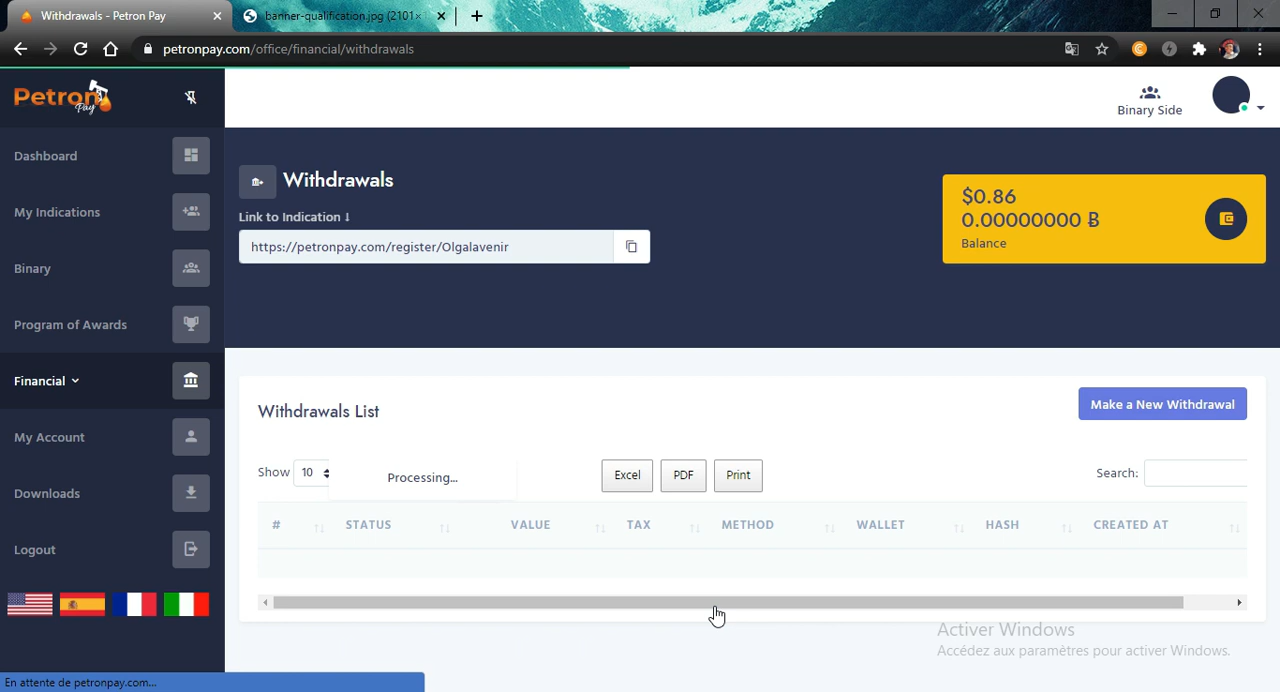 Withdrawals - Petron Pay
banner-qualification.jpg (2101×
petronpay.com/office/financial/withdrawals
Petron
Pay
Binary Side
Dashboard
My Indications
Binary
Program of Awards
Financial
My Account
Downloads
Logout
Withdrawals
Link to Indication
https://petronpay.com/register/Olgalavenir
$0.86
0.00000000 Ƀ
Balance
Withdrawals List
Make a New Withdrawal
Show 10
Processing...
Excel PDF Print
Search:
# STATUS VALUE TAX METHOD WALLET HASH CREATED AT
Activer Windows
Accédez aux paramètres pour activer Windows.
En attente de petronpay.com...